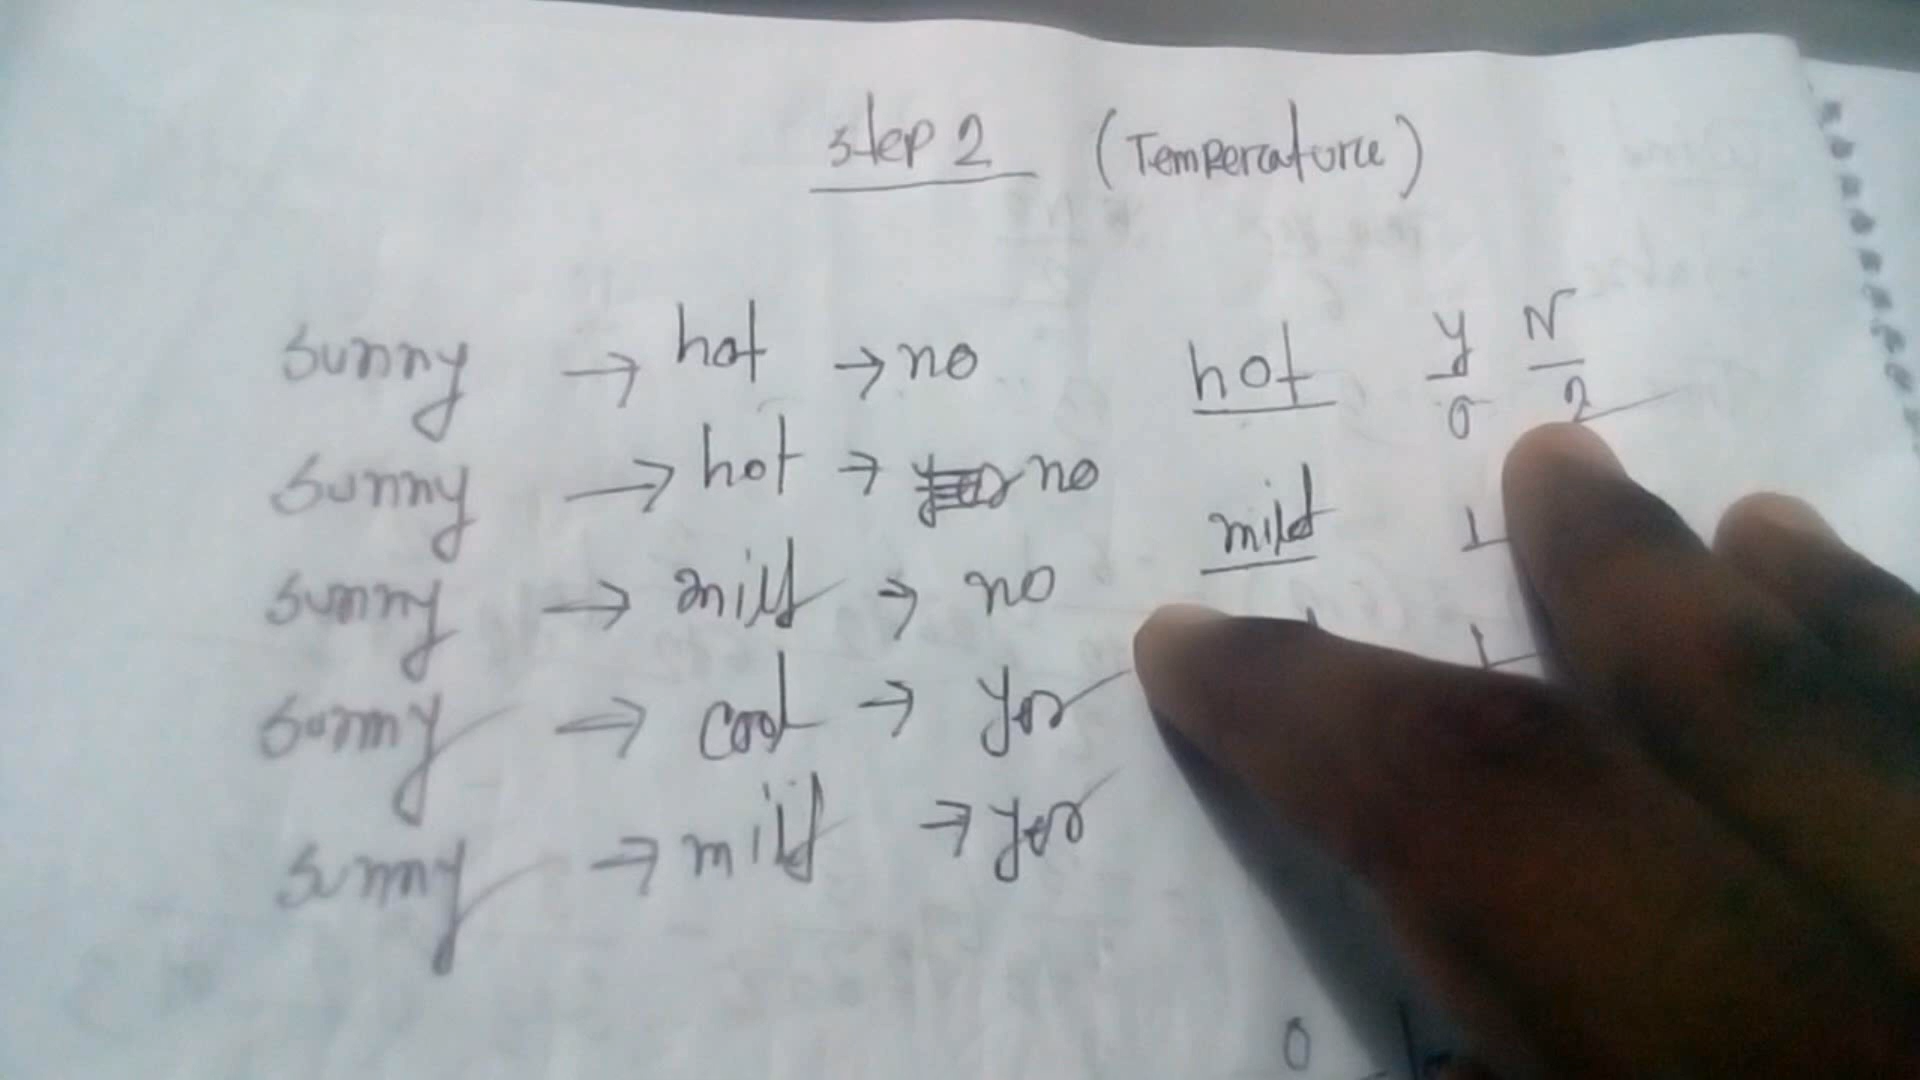 step 2 (Temperature)
sunny → hot → no
sunny → hot → no
sunny → mild → no
sunny → cool → yes
sunny → mild → yes
hot
y N
0 2
mild 1
1
0